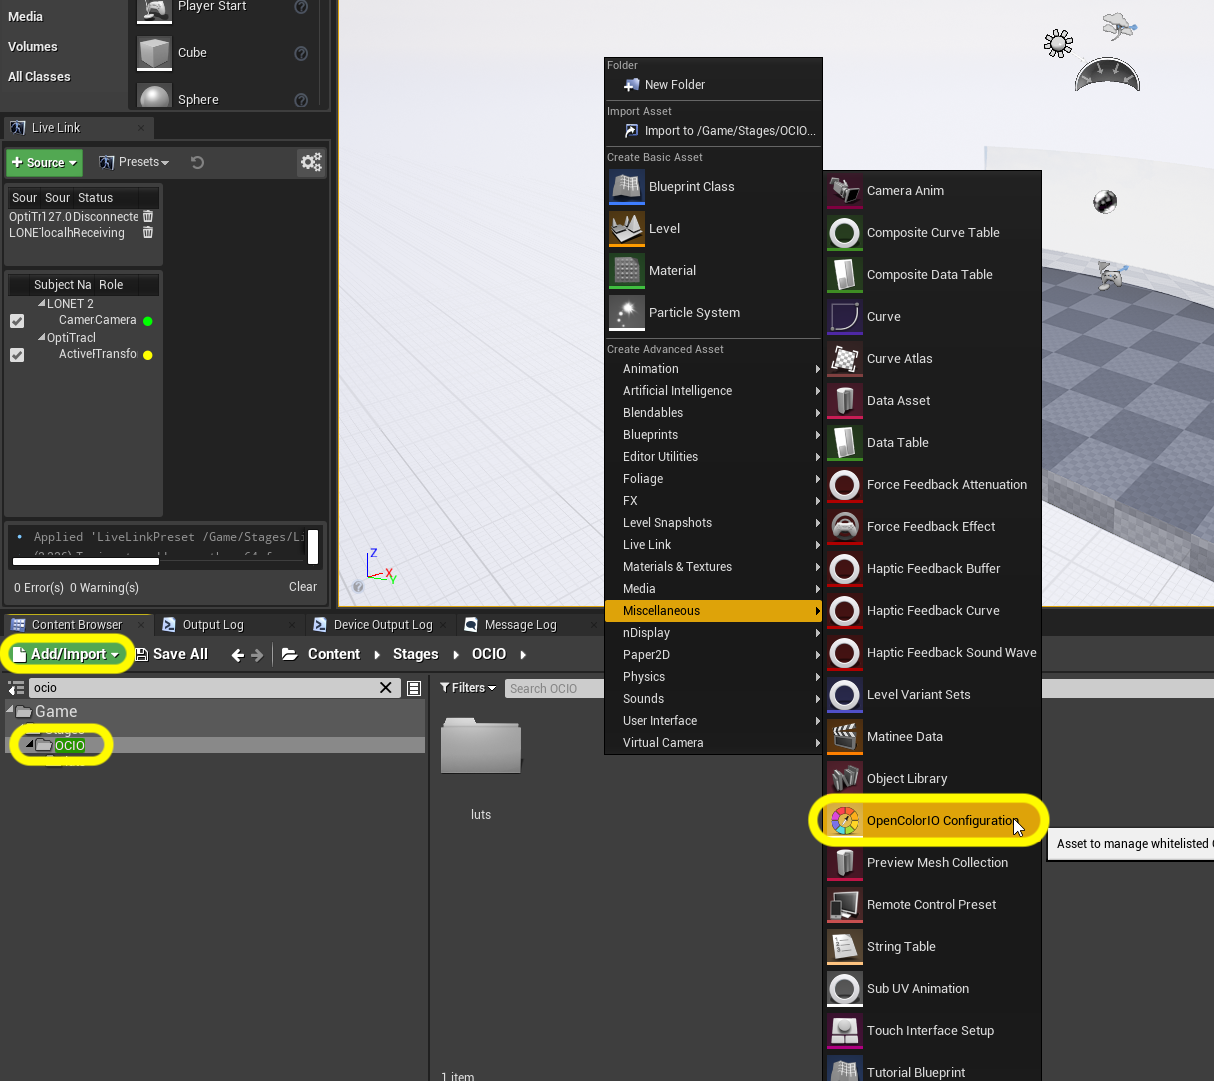 Media
Volumes
All Classes
Player Start
Cube
Sphere
Live Link
Source
Presets
Sour Sour Status
OptiTr 127.0 Disconnecte
LONE localh Receiving
Subject Na Role
LONET 2
Camer Camera
OptiTracl
Active Transfo
Applied 'LiveLinkPreset /Game/Stages/Li
0 Error(s) 0 Warning(s)
Clear
Z
X
Y
Content Browser
Output Log
Device Output Log
Message Log
Add/Import
Save All
Content
Stages
OCIO
ocio
Filters
Search OCIO
Game
OCIO
luts
1 item
Folder
New Folder
Import Asset
Import to /Game/Stages/OCIO...
Create Basic Asset
Blueprint Class
Level
Material
Particle System
Create Advanced Asset
Animation
Artificial Intelligence
Blendables
Blueprints
Editor Utilities
Foliage
FX
Level Snapshots
Live Link
Materials & Textures
Media
Miscellaneous
nDisplay
Paper2D
Physics
Sounds
User Interface
Virtual Camera
Camera Anim
Composite Curve Table
Composite Data Table
Curve
Curve Atlas
Data Asset
Data Table
Force Feedback Attenuation
Force Feedback Effect
Haptic Feedback Buffer
Haptic Feedback Curve
Haptic Feedback Sound Wave
Level Variant Sets
Matinee Data
Object Library
OpenColorIO Configuration
Preview Mesh Collection
Remote Control Preset
String Table
Sub UV Animation
Touch Interface Setup
Tutorial Blueprint
Asset to manage whitelisted